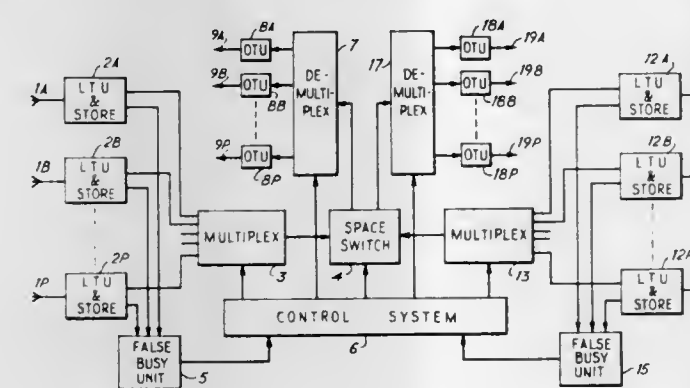 9A
8A
OTU
7
DE-
MULTI-
PLEX
9B
OTU
8B
9P
OTU
8P
17
DE-
MULTI-
PLEX
18A
OTU
19A
OTU
19B
18B
OTU
19P
18P
1A
2A
LTU
&
STORE
1B
2B
LTU
&
STORE
1P
2P
LTU
&
STORE
MULTIPLEX
3
SPACE
SWITCH
4
MULTIPLEX
13
12A
LTU
&
STORE
12B
LTU
&
STORE
12P
LTU
&
STORE
CONTROL SYSTEM
6
FALSE
BUSY
UNIT
5
FALSE
BUSY
UNIT
15